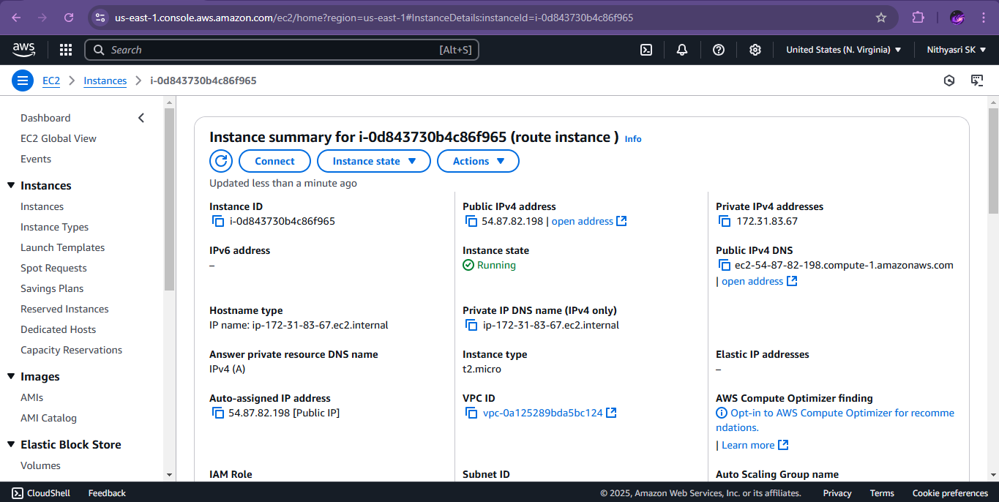 us-east-1.console.aws.amazon.com/ec2/home?region=us-east-1#InstanceDetails:instanceId=i-0d843730b4c86f965
aws
Search
[Alt+S]
United States (N. Virginia)
Nithyasri SK
EC2
Instances
i-0d843730b4c86f965
Dashboard
EC2 Global View
Events
Instances
Instances
Instance Types
Launch Templates
Spot Requests
Savings Plans
Reserved Instances
Dedicated Hosts
Capacity Reservations
Images
AMIs
AMI Catalog
Elastic Block Store
Volumes
Instance summary for i-0d843730b4c86f965 (route instance ) Info
Connect
Instance state
Actions
Updated less than a minute ago
Instance ID
i-0d843730b4c86f965
Public IPv4 address
54.87.82.198 | open address
Private IPv4 addresses
172.31.83.67
IPv6 address
–
Instance state
Running
Public IPv4 DNS
ec2-54-87-82-198.compute-1.amazonaws.com
| open address
Hostname type
IP name: ip-172-31-83-67.ec2.internal
Private IP DNS name (IPv4 only)
ip-172-31-83-67.ec2.internal
Answer private resource DNS name
IPv4 (A)
Instance type
t2.micro
Elastic IP addresses
–
Auto-assigned IP address
54.87.82.198 [Public IP]
VPC ID
vpc-0a125289bda5bc124
AWS Compute Optimizer finding
Opt-in to AWS Compute Optimizer for recomme
ndations.
| Learn more
IAM Role
Subnet ID
Auto Scaling Group name
CloudShell
Feedback
© 2025, Amazon Web Services, Inc. or its affiliates.
Privacy
Terms
Cookie preferences